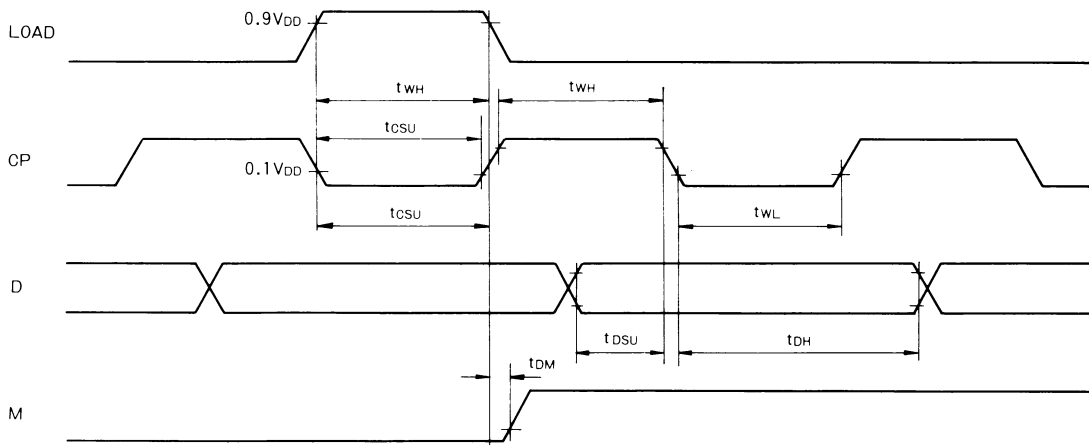 LOAD
0.9VDD
tWH
tWH
tCSU
CP
0.1VDD
tCSU
tWL
D
tDSU
tDH
tDM
M